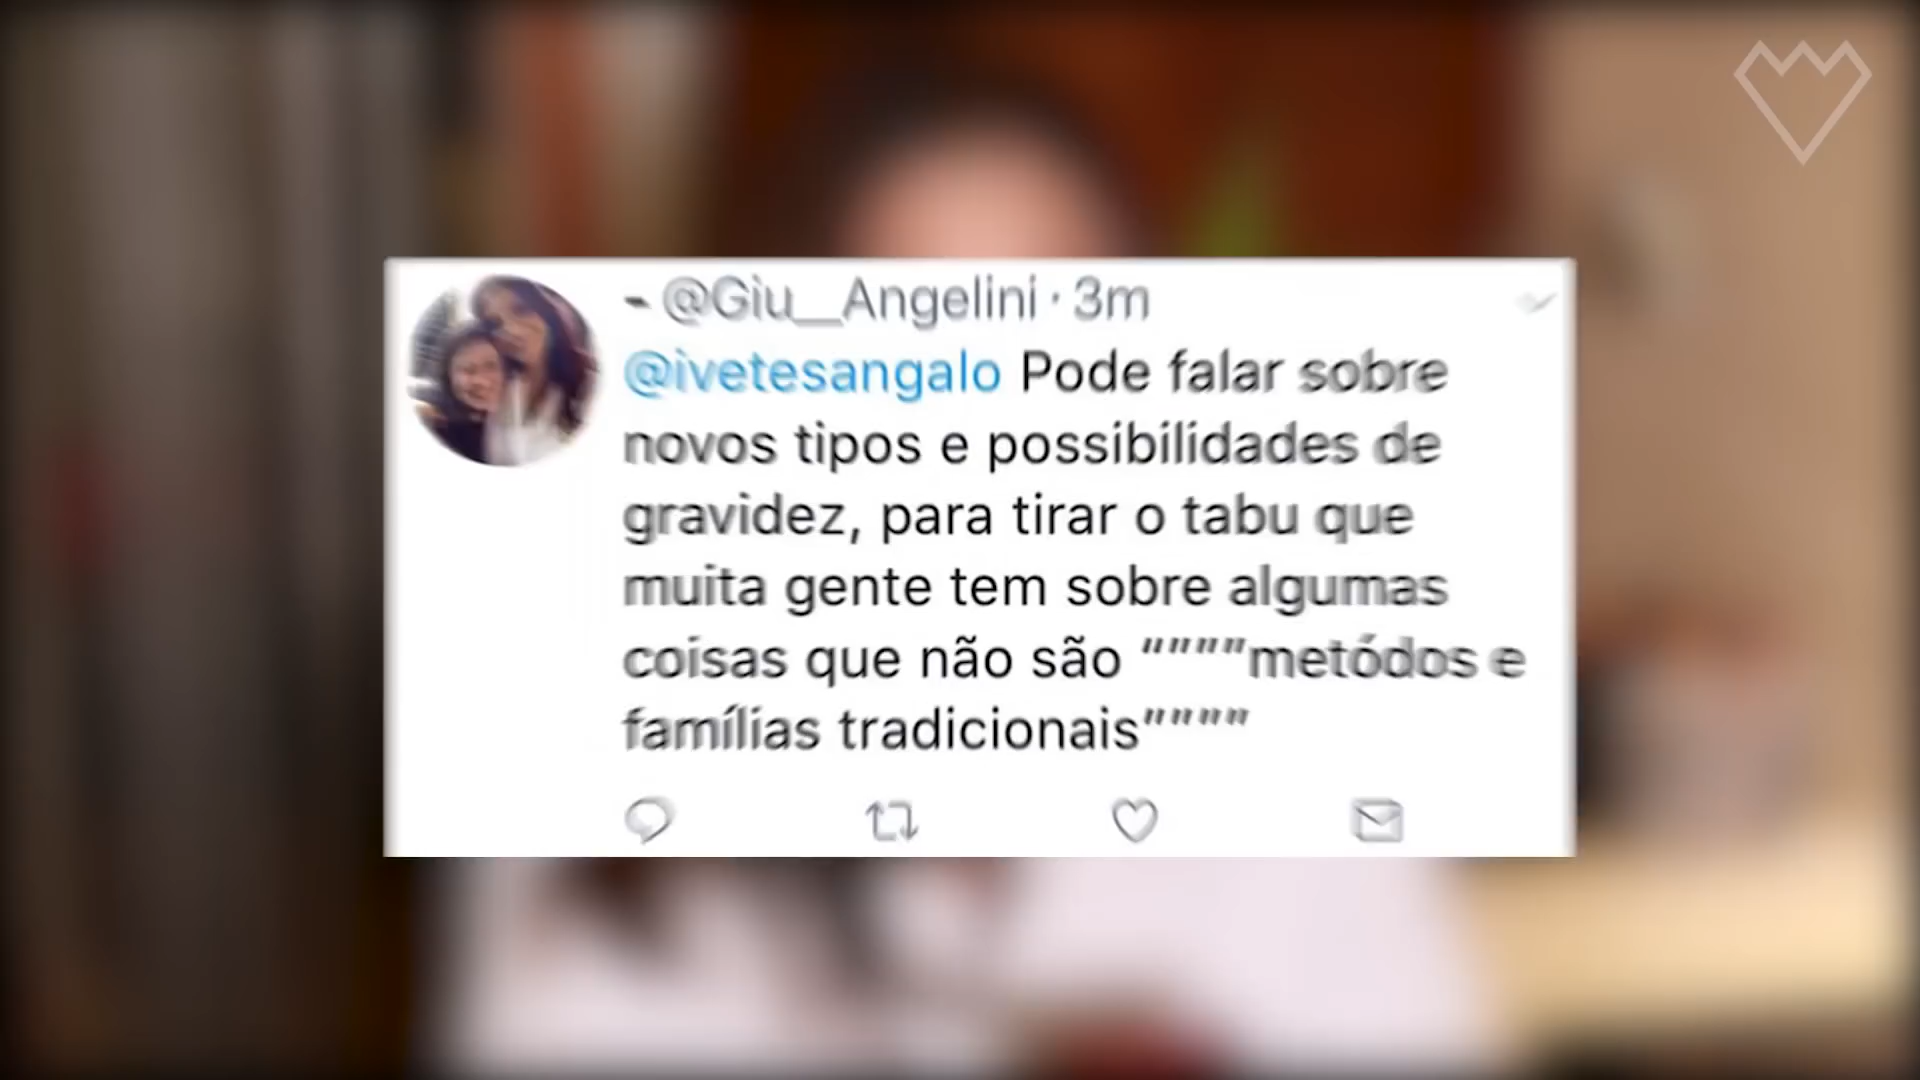 - @Giu__Angelini · 3m
@ivetesangalo Pode falar sobre
novos tipos e possibilidades de
gravidez, para tirar o tabu que
muita gente tem sobre algumas
coisas que não são “"""metódos e
famílias tradicionais""""